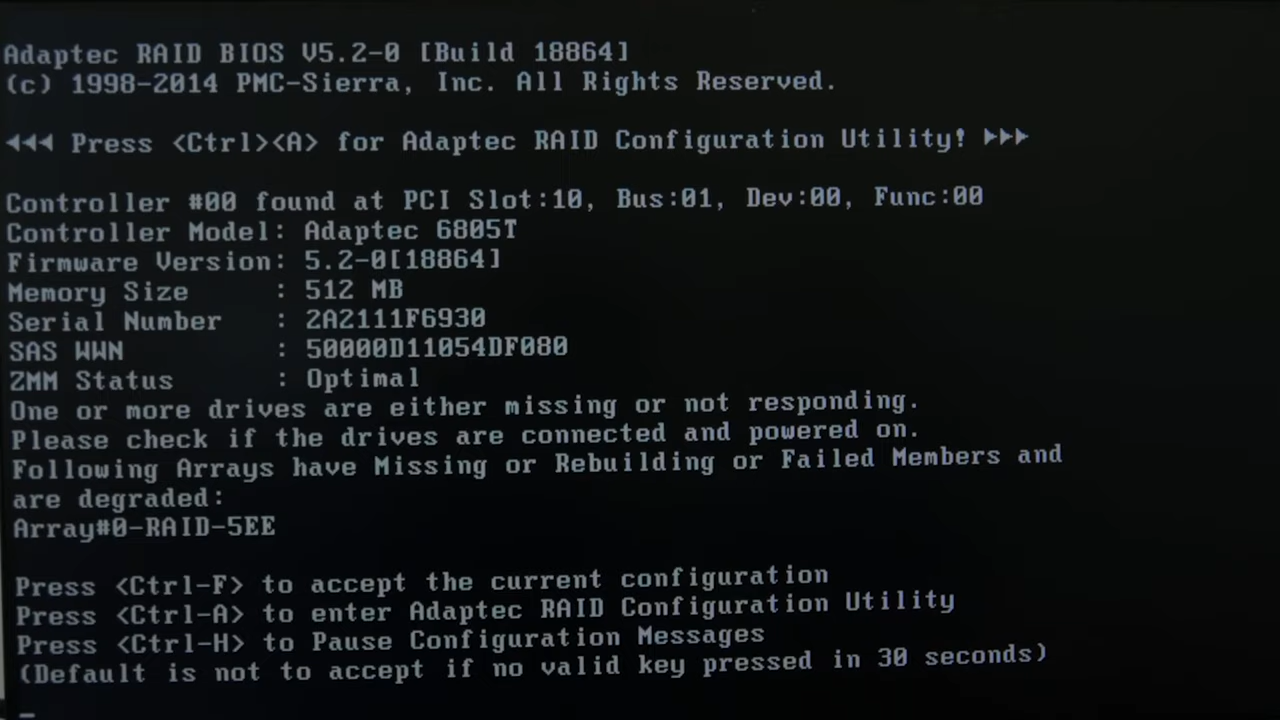 Adaptec RAID BIOS V5.2-0 [Build 18864]
(c) 1998-2014 PMC-Sierra, Inc. All Rights Reserved.
◄◄◄ Press <Ctrl><A> for Adaptec RAID Configuration Utility! ►►►
Controller #00 found at PCI Slot:10, Bus:01, Dev:00, Func:00
Controller Model: Adaptec 6805T
Firmware Version: 5.2-0[18864]
Memory Size : 512 MB
Serial Number : 2A2111F6930
SAS WWN : 50000D11054DF080
ZMM Status : Optimal
One or more drives are either missing or not responding.
Please check if the drives are connected and powered on.
Following Arrays have Missing or Rebuilding or Failed Members and
are degraded:
Array#0-RAID-5EE
Press <Ctrl-F> to accept the current configuration
Press <Ctrl-A> to enter Adaptec RAID Configuration Utility
Press <Ctrl-H> to Pause Configuration Messages
(Default is not to accept if no valid key pressed in 30 seconds)
_